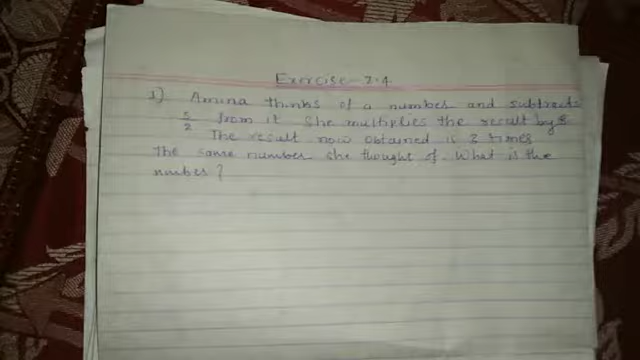 Exercise-2.4
1) Amina thinks of a number and subtracts
5/2 from it. She multiplies the result by 8
The result now obtained is 3 times
the same number she thought of. What is the
number?